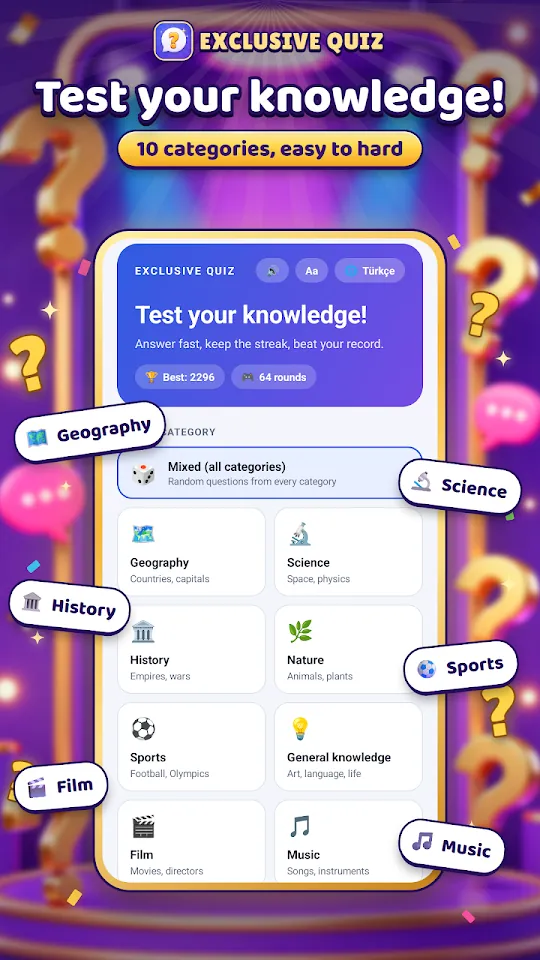 EXCLUSIVE QUIZ
Test your knowledge!
10 categories, easy to hard
EXCLUSIVE QUIZ
Aa
Türkçe
Test your knowledge!
Answer fast, keep the streak, beat your record.
Best: 2296
64 rounds
Geography
CATEGORY
Mixed (all categories)
Random questions from every category
Science
Geography
Countries, capitals
Science
Space, physics
History
History
Empires, wars
Nature
Animals, plants
Sports
Sports
Football, Olympics
General knowledge
Art, language, life
Film
Film
Movies, directors
Music
Songs, instruments
Music